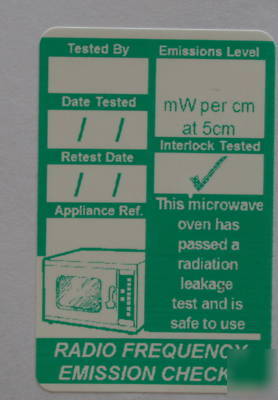 Tested By
Emissions Level
mW per cm
at 5cm
Date Tested
/ /
Interlock Tested
Retest Date
/ /
Appliance Ref.
This microwave
oven has
passed a
radiation
leakage
test and is
safe to use
RADIO FREQUENCY
EMISSION CHECK